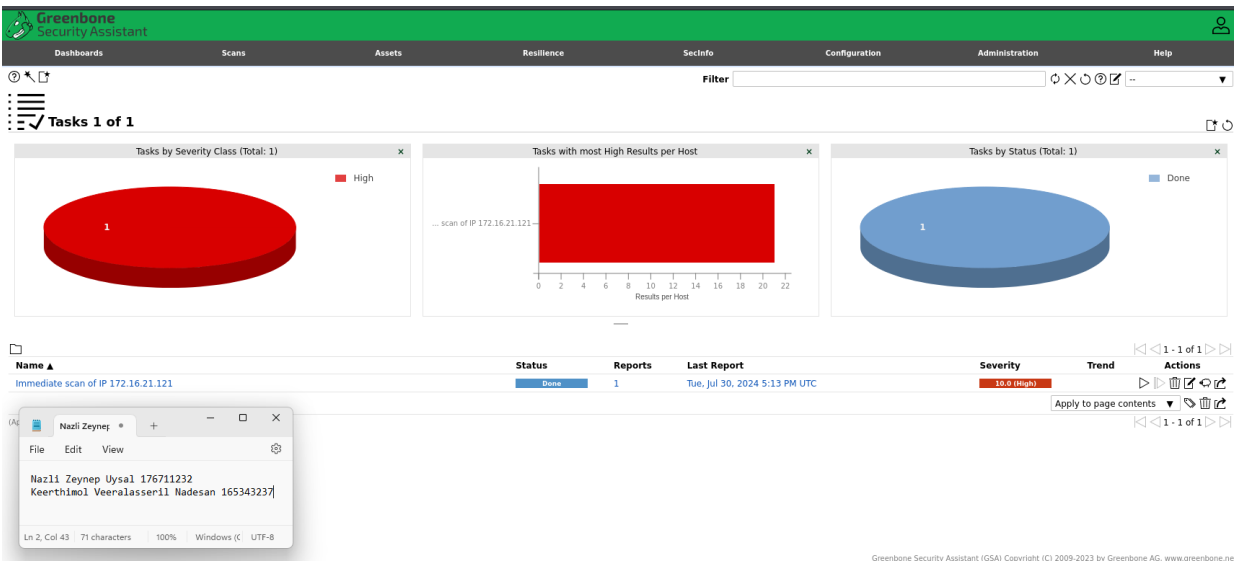 Greenbone
Security Assistant
Dashboards Scans Assets Resilience SecInfo Configuration Administration Help
Filter --
Tasks 1 of 1
Tasks by Severity Class (Total: 1) ×
High
1
Tasks with most High Results per Host ×
... scan of IP 172.16.21.121
0 2 4 6 8 10 12 14 16 18 20 22
Results per Host
Tasks by Status (Total: 1) ×
Done
1
1 - 1 of 1
Name ▲ Status Reports Last Report Severity Trend Actions
Immediate scan of IP 172.16.21.121 Done 1 Tue, Jul 30, 2024 5:13 PM UTC 10.0 (High)
Apply to page contents ▼
1 - 1 of 1
Nazli Zeynep
File Edit View
Nazli Zeynep Uysal 176711232
Keerthimol Veeralasseril Nadesan 165343237
Ln 2, Col 43 71 characters 100% Windows (C UTF-8
Greenbone Security Assistant (GSA) Copyright (C) 2009-2023 by Greenbone AG, www.greenbone.ne